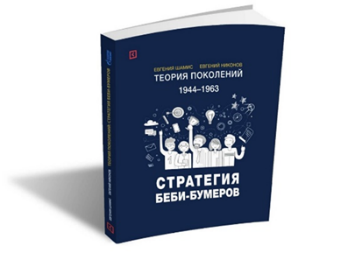 ЕВГЕНИЯ ШАМИС ЕВГЕНИЙ НИКОНОВ
ТЕОРИЯ ПОКОЛЕНИЙ
1944–1963
СТРАТЕГИЯ
БЕБИ-БУМЕРОВ